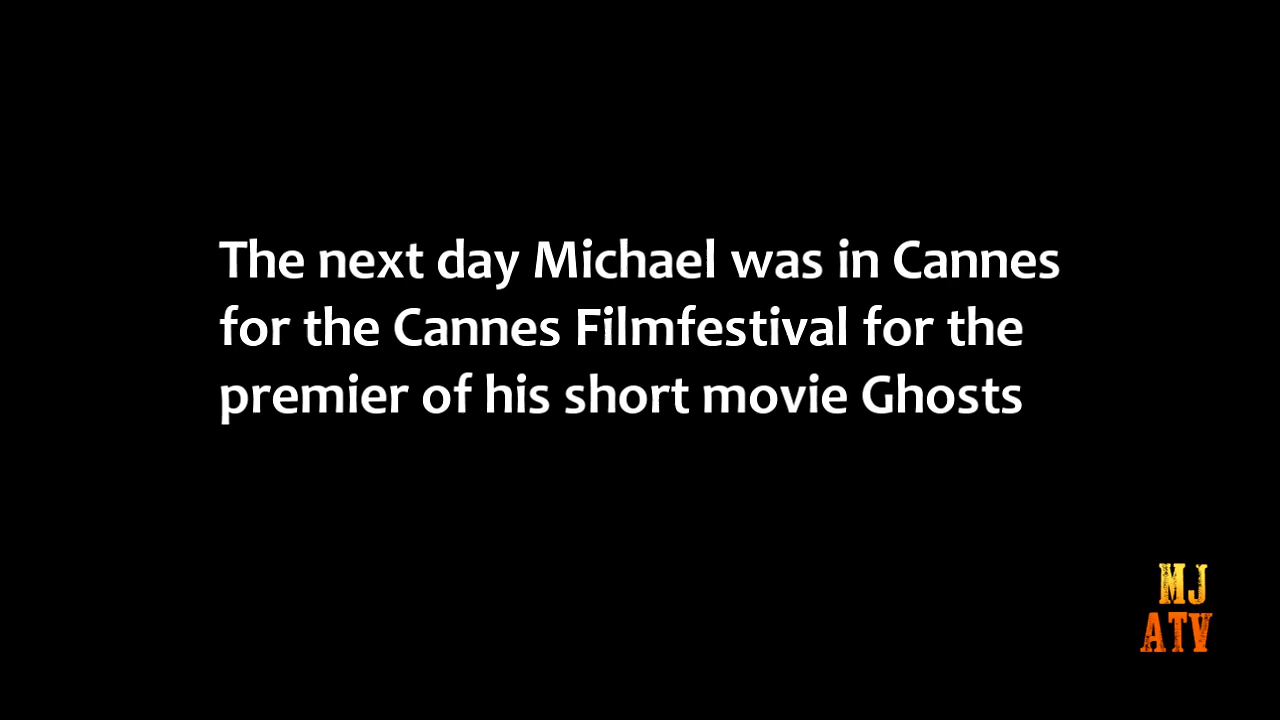 The next day Michael was in Cannes
for the Cannes Filmfestival for the
premier of his short movie Ghosts
MJ
ATV